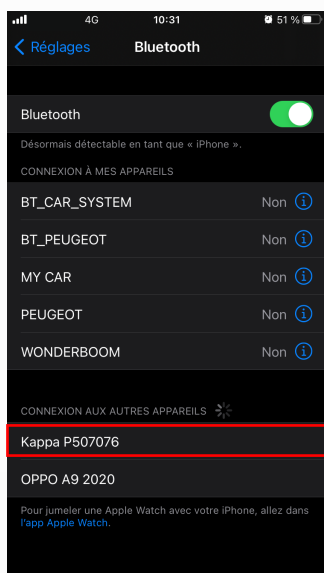 4G 10:31 51 %
Réglages Bluetooth
Bluetooth
Désormais détectable en tant que « iPhone ».
CONNEXION À MES APPAREILS
BT_CAR_SYSTEM Non
BT_PEUGEOT Non
MY CAR Non
PEUGEOT Non
WONDERBOOM Non
CONNEXION AUX AUTRES APPAREILS
Kappa P507076
OPPO A9 2020
Pour jumeler une Apple Watch avec votre iPhone, allez dans
l'app Apple Watch.